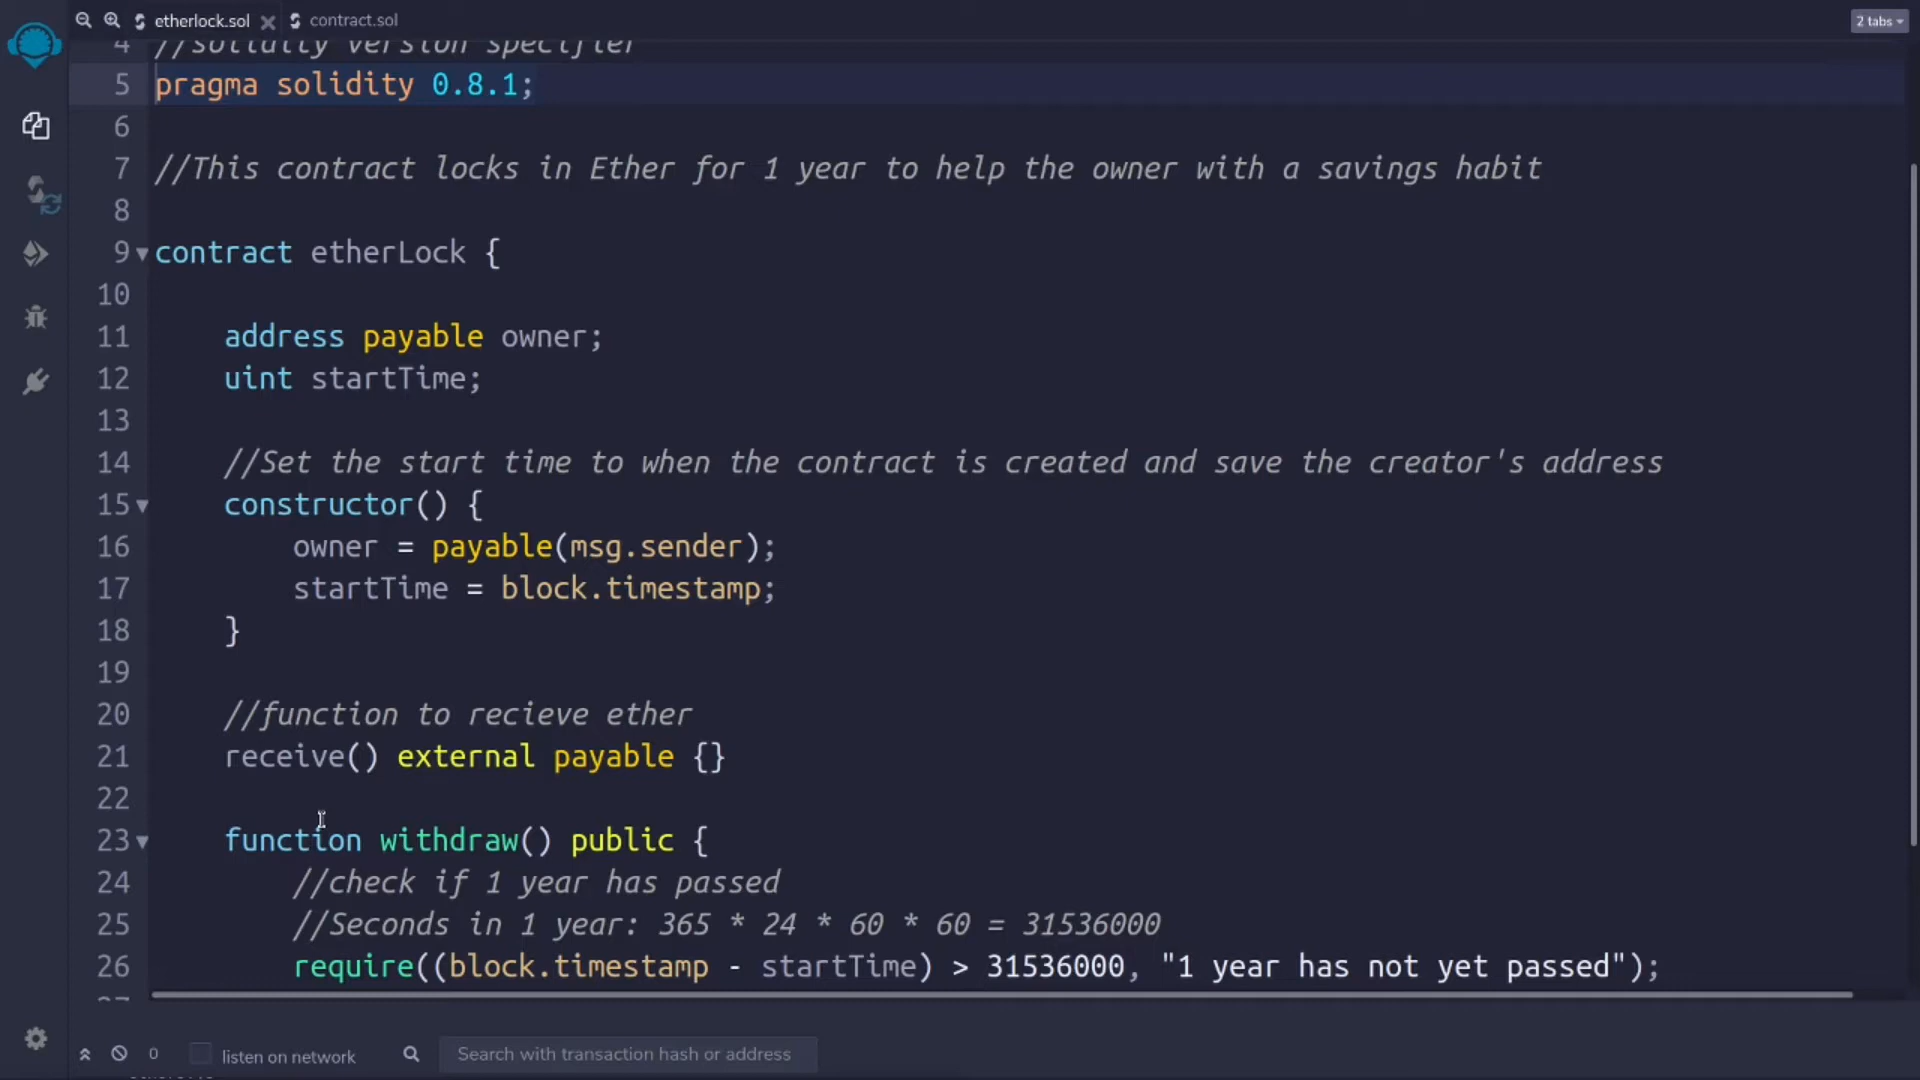 etherlock.sol contract.sol 2 tabs
4 //solidity version specifier
5 pragma solidity 0.8.1;
6
7 //This contract locks in Ether for 1 year to help the owner with a savings habit
8
9 contract etherLock {
10
11 address payable owner;
12 uint startTime;
13
14 //Set the start time to when the contract is created and save the creator's address
15 constructor() {
16 owner = payable(msg.sender);
17 startTime = block.timestamp;
18 }
19
20 //function to recieve ether
21 receive() external payable {}
22
23 function withdraw() public {
24 //check if 1 year has passed
25 //Seconds in 1 year: 365 * 24 * 60 * 60 = 31536000
26 require((block.timestamp - startTime) > 31536000, "1 year has not yet passed");
0 listen on network Search with transaction hash or address